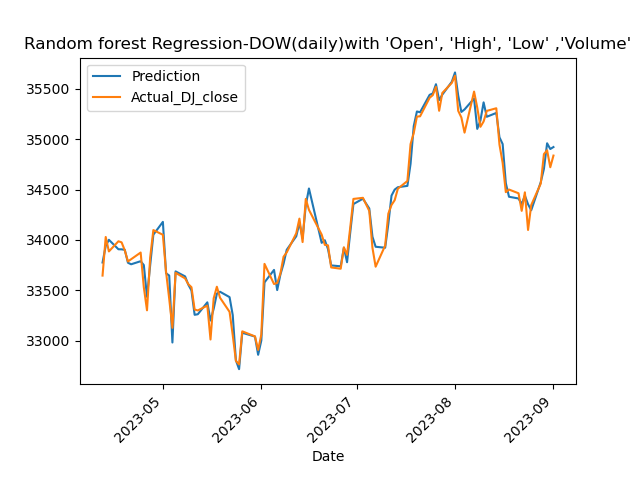 Random forest Regression-DOW(daily)with 'Open', 'High', 'Low' ,'Volume'
Prediction
Actual_DJ_close
35500
35000
34500
34000
33500
33000
2023-05
2023-06
2023-07
2023-08
2023-09
Date